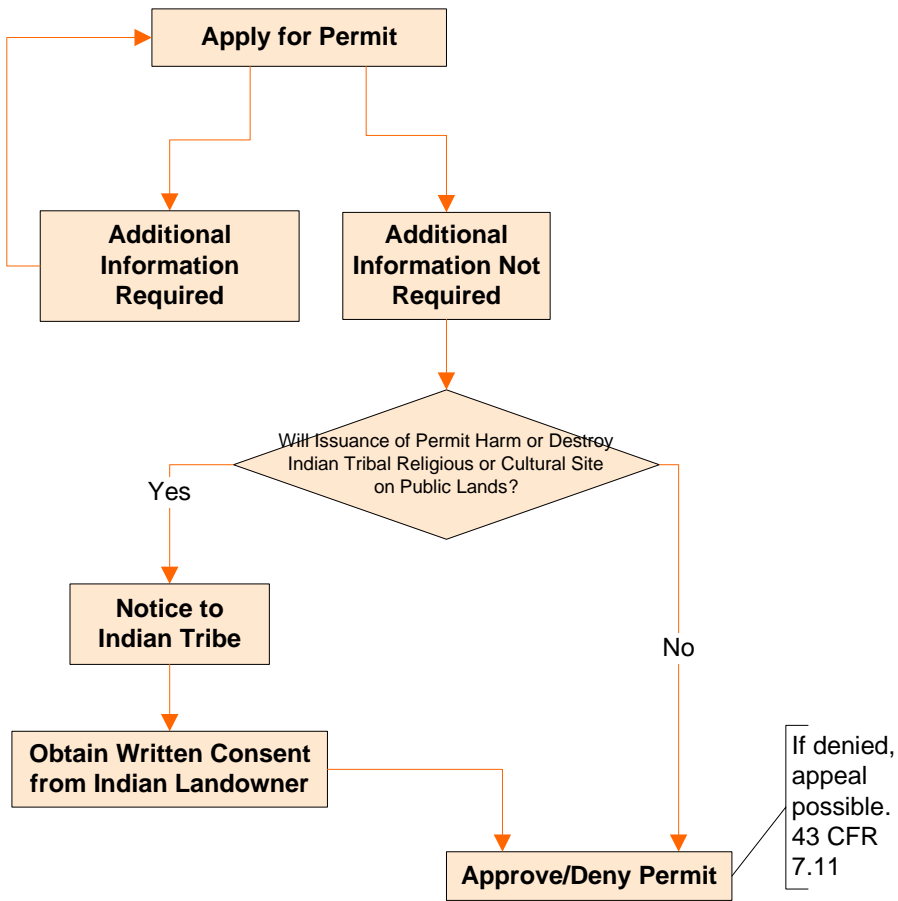 Apply for Permit
Additional
Information
Required
Additional
Information Not
Required
Will Issuance of Permit Harm or Destroy
Indian Tribal Religious or Cultural Site
on Public Lands?
Yes
No
Notice to
Indian Tribe
Obtain Written Consent
from Indian Landowner
If denied,
appeal
possible.
43 CFR
7.11
Approve/Deny Permit